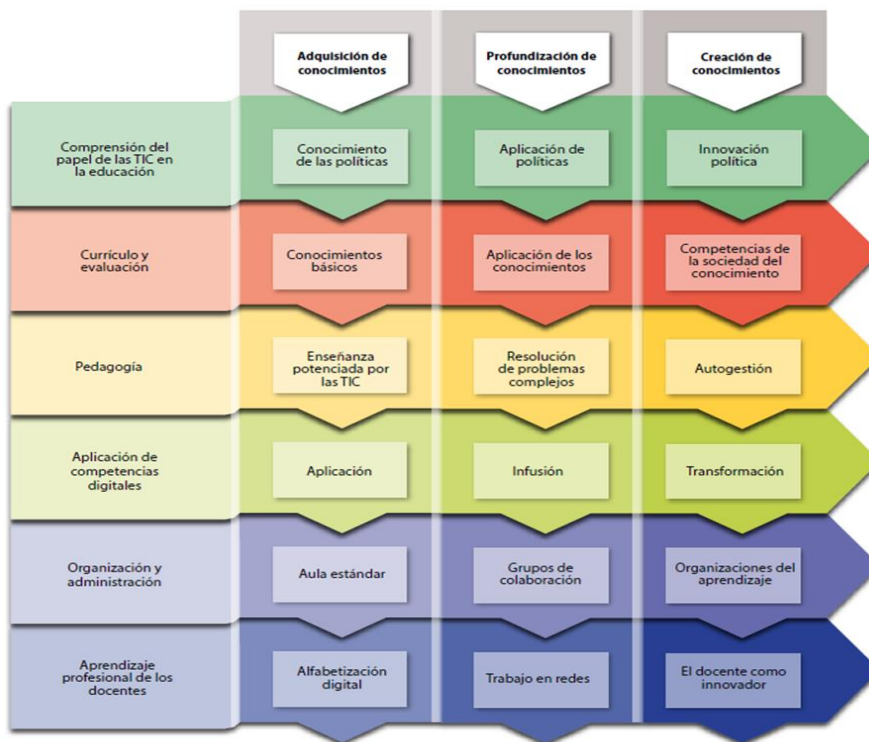 Adquisición de
conocimientos
Profundización de
conocimientos
Creación de
conocimientos
Comprensión del
papel de las TIC en
la educación
Conocimiento
de las políticas
Aplicación de
políticas
Innovación
política
Currículo y
evaluación
Conocimientos
básicos
Aplicación de los
conocimientos
Competencias de
la sociedad del
conocimiento
Pedagogía
Enseñanza
potenciada por
las TIC
Resolución
de problemas
complejos
Autogestión
Aplicación de
competencias
digitales
Aplicación
Infusión
Transformación
Organización y
administración
Aula estándar
Grupos de
colaboración
Organizaciones del
aprendizaje
Aprendizaje
profesional de los
docentes
Alfabetización
digital
Trabajo en redes
El docente como
innovador